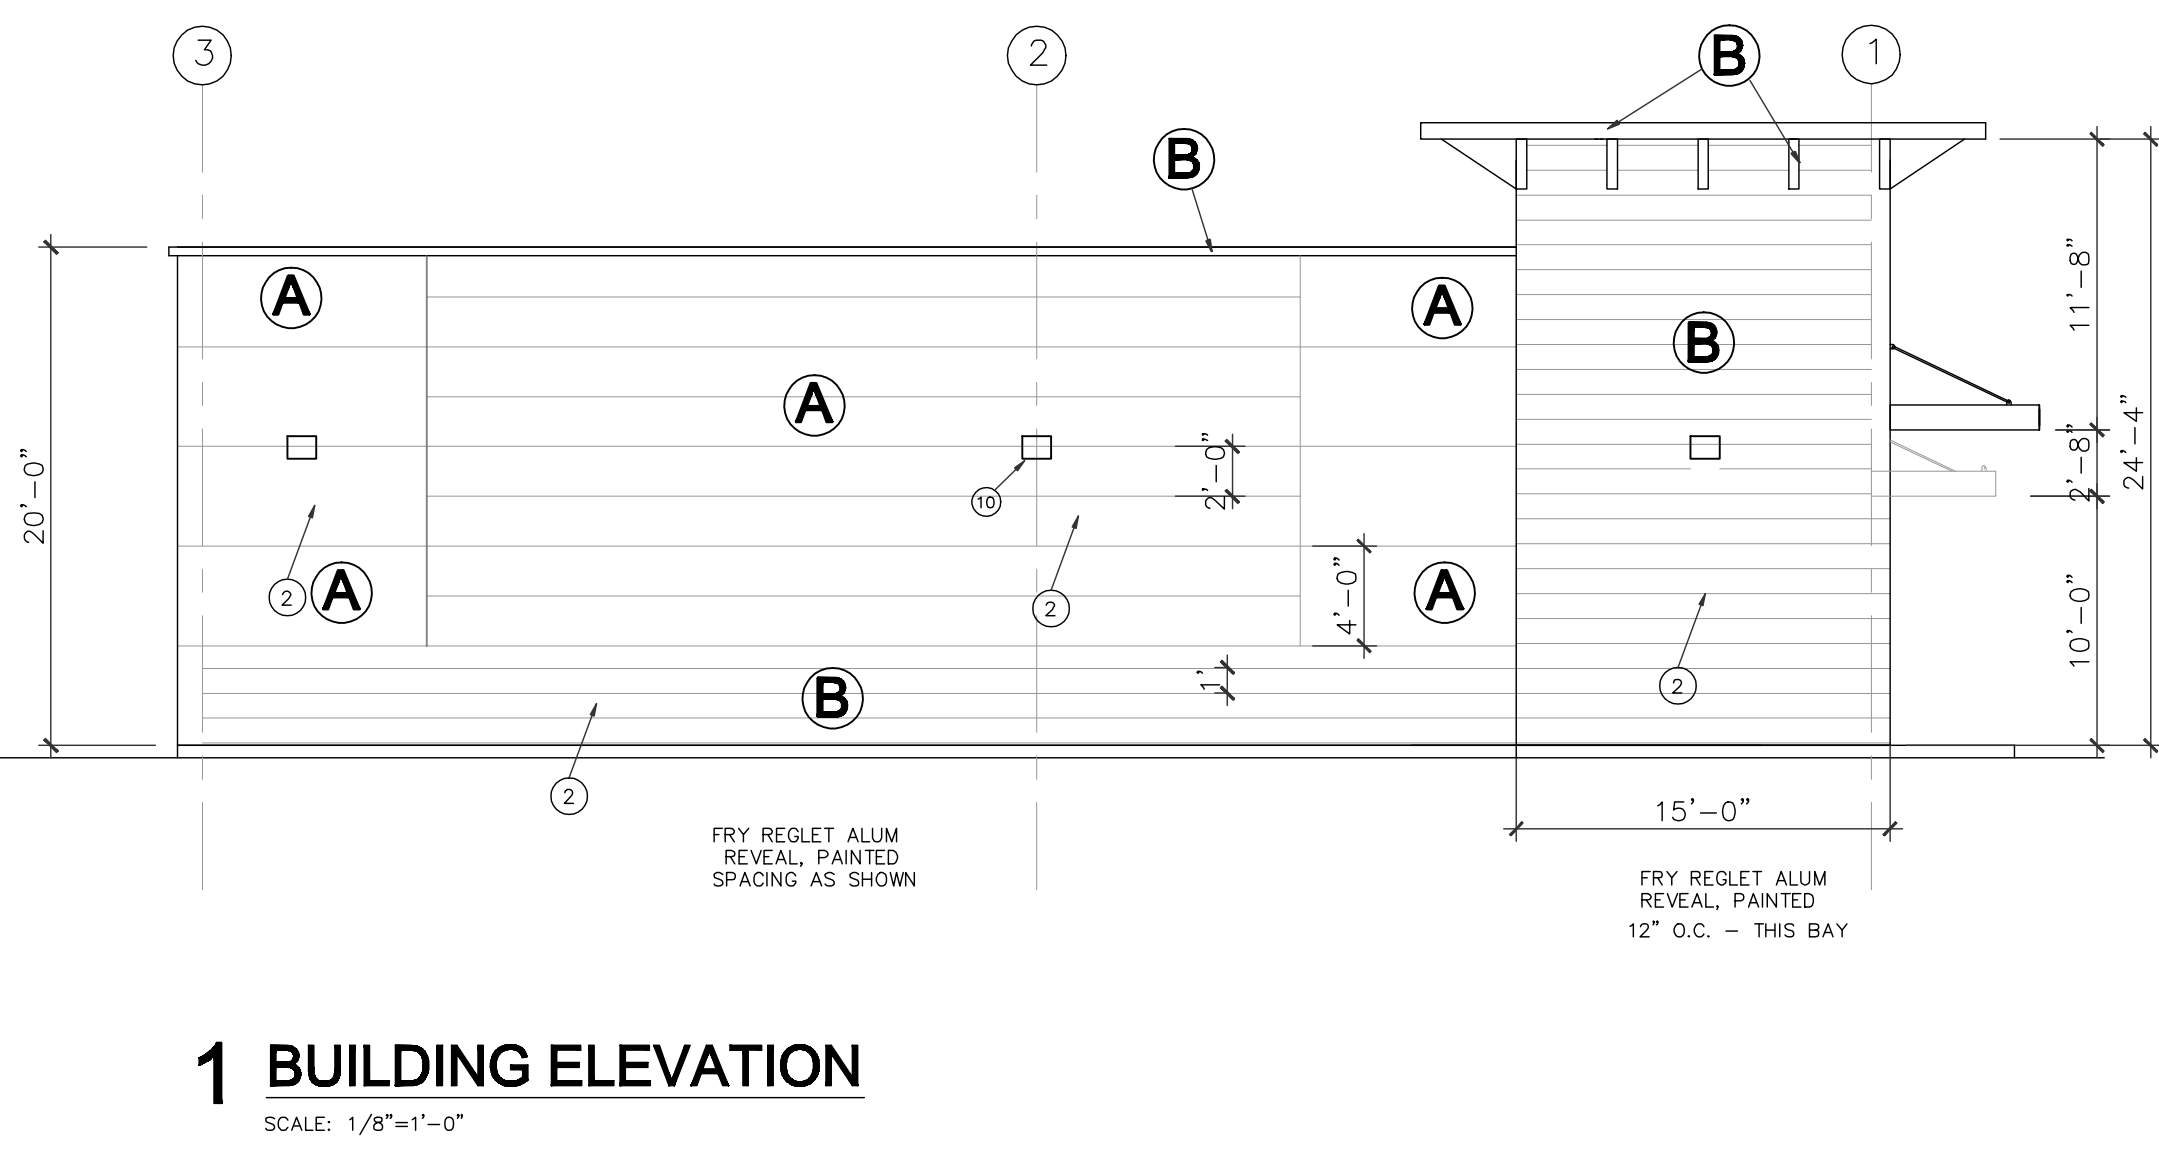 3
2
1
B
B
A
A
B
A
11'-8"
24'-4"
2'-8"
10'-0"
20'-0"
2'-0"
10
4'-0"
2
A
2
A
2
1'
B
2
15'-0"
FRY REGLET ALUM
REVEAL, PAINTED
SPACING AS SHOWN
FRY REGLET ALUM
REVEAL, PAINTED
12" O.C. – THIS BAY
1 BUILDING ELEVATION
SCALE: 1/8"=1'-0"